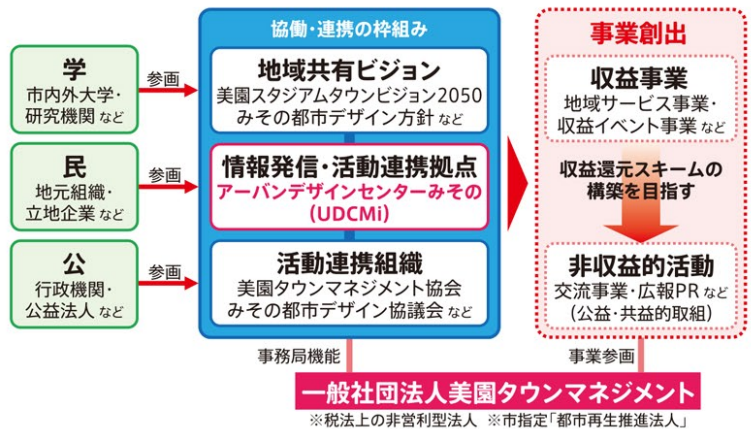 学
市内外大学・
研究機関 など
民
地元組織・
立地企業 など
公
行政機関・
公益法人 など
参画
参画
参画
協働・連携の枠組み
地域共有ビジョン
美園スタジアムタウンビジョン2050
みその都市デザイン方針 など
情報発信・活動連携拠点
アーバンデザインセンターみその
(UDCMi)
活動連携組織
美園タウンマネジメント協会
みその都市デザイン協議会 など
事業創出
収益事業
地域サービス事業・
収益イベント事業 など
収益還元スキームの
構築を目指す
非収益的活動
交流事業・広報PR など
(公益・共益的取組)
事務局機能
事業参画
一般社団法人美園タウンマネジメント
※税法上の非営利型法人 ※市指定「都市再生推進法人」